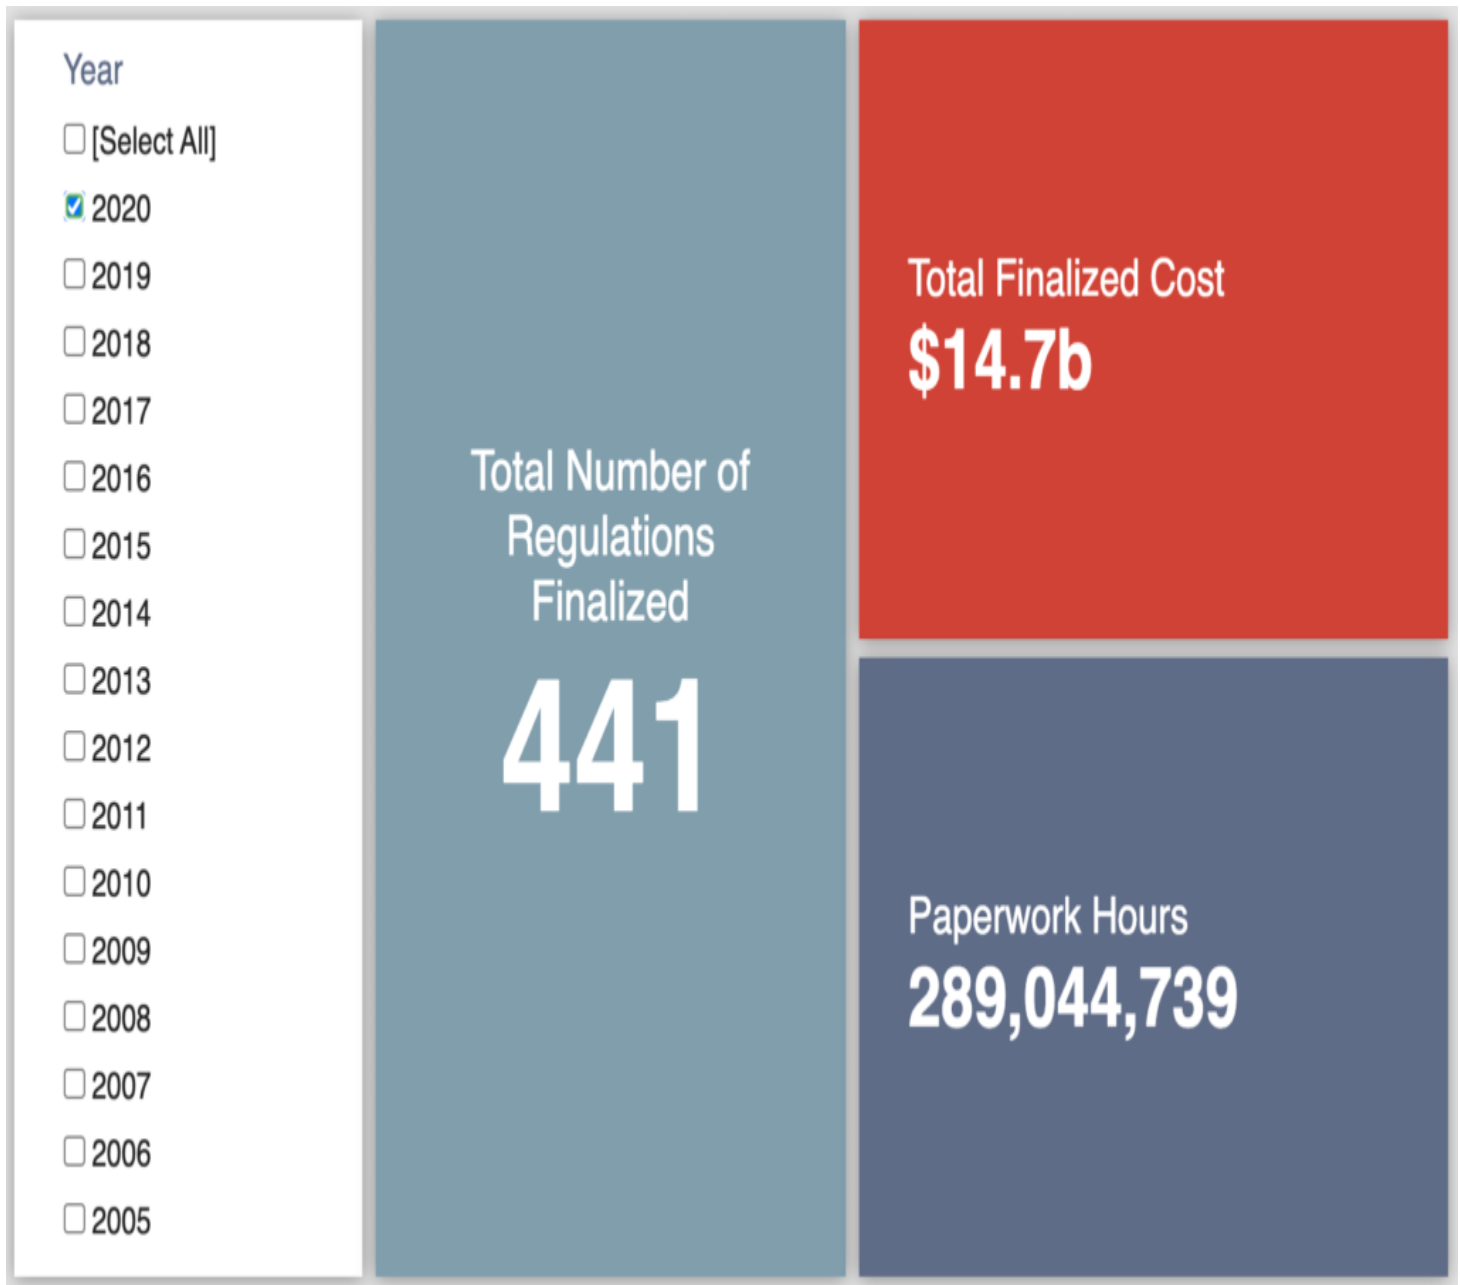 Year
[Select All]
2020
2019
2018
2017
2016
2015
2014
2013
2012
2011
2010
2009
2008
2007
2006
2005
Total Number of
Regulations
Finalized
441
Total Finalized Cost
$14.7b
Paperwork Hours
289,044,739